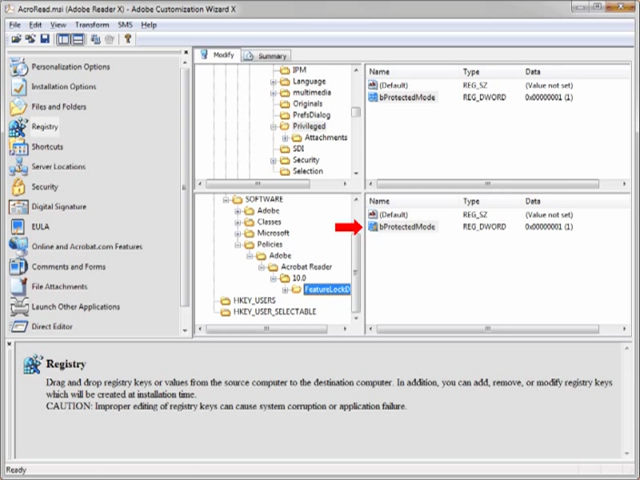 AcroRead.msi (Adobe Reader X) - Adobe Customization Wizard X
File Edit View Transform SMS Help
Modify Summary
Personalization Options
Installation Options
Files and Folders
Registry
Shortcuts
Server Locations
Security
Digital Signature
EULA
Online and Acrobat.com Features
Comments and Forms
File Attachments
Launch Other Applications
Direct Editor
IPM
Language
multimedia
Originals
PrefsDialog
Privileged
Attachments
SDI
Security
Selection
Name Type Data
(Default) REG_SZ (Value not set)
bProtectedMode REG_DWORD 0x00000001 (1)
SOFTWARE
Adobe
Classes
Microsoft
Policies
Adobe
Acrobat Reader
10.0
FeatureLockD
HKEY_USERS
HKEY_USER_SELECTABLE
Name Type Data
(Default) REG_SZ (Value not set)
bProtectedMode REG_DWORD 0x00000001 (1)
Registry
Drag and drop registry keys or values from the source computer to the destination computer. In addition, you can add, remove, or modify registry keys
which will be created at installation time.
CAUTION: Improper editing of registry keys can cause system corruption or application failure.
Ready